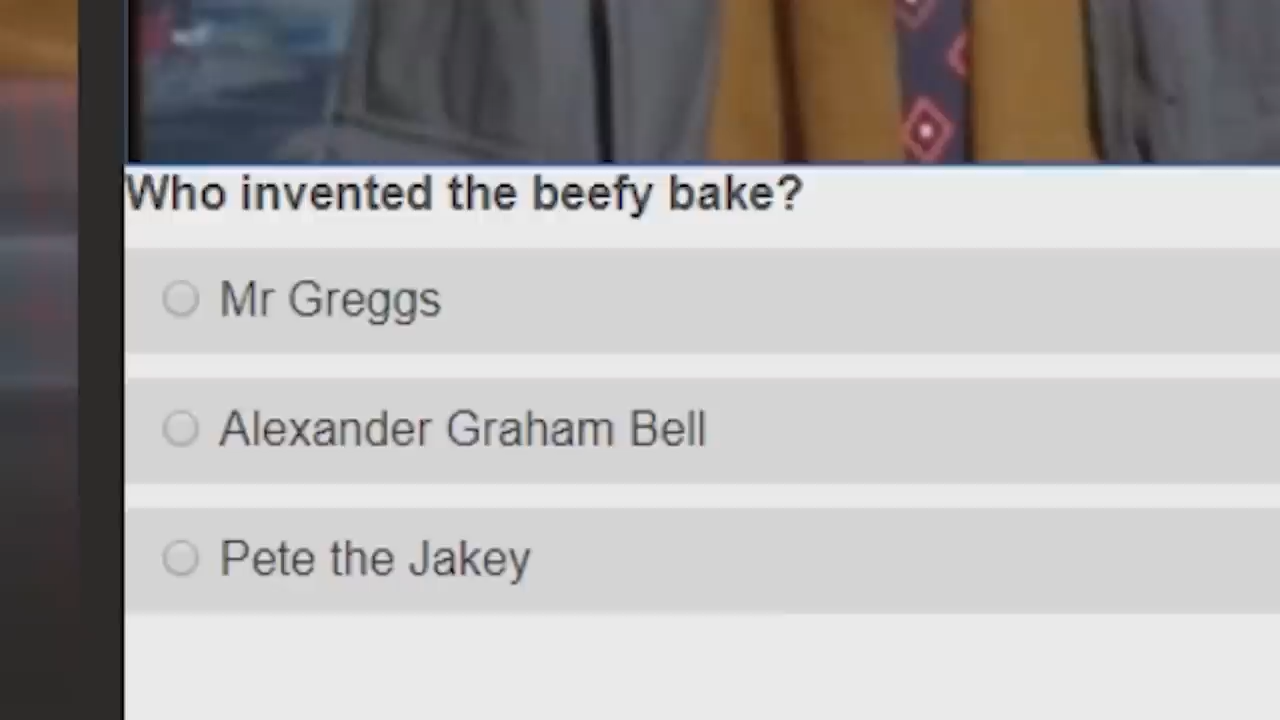 Who invented the beefy bake?
Mr Greggs
Alexander Graham Bell
Pete the Jakey